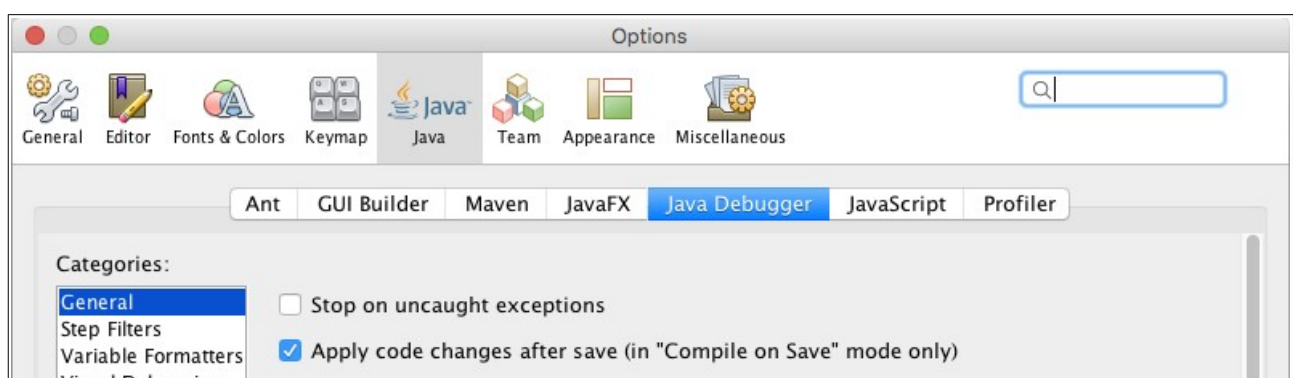 Options
General Editor Fonts & Colors Keymap Java Team Appearance Miscellaneous
Java
Ant GUI Builder Maven JavaFX Java Debugger JavaScript Profiler
Categories:
General
Stop on uncaught exceptions
Step Filters
Variable Formatters
Apply code changes after save (in "Compile on Save" mode only)